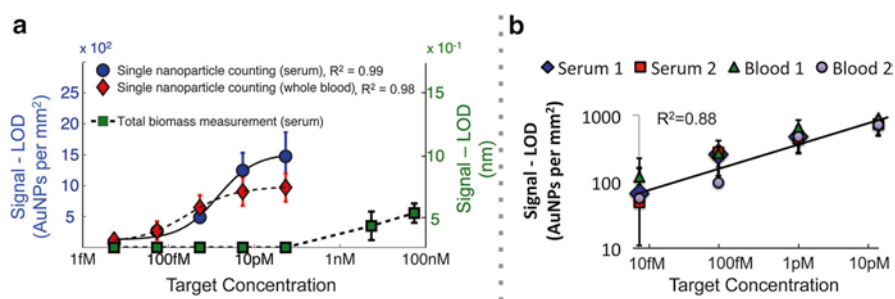 a
x 10²
x 10⁻¹
Single nanoparticle counting (serum), R² = 0.99
Single nanoparticle counting (whole blood), R² = 0.98
Total biomass measurement (serum)
Signal - LOD
(AuNPs per mm²)
25
15
10
5
15
10
5
Signal – LOD
(nm)
1fM
100fM
10pM
1nM
100nM
Target Concentration
b
Serum 1
Serum 2
Blood 1
Blood 2
R²=0.88
Signal - LOD
(AuNPs per mm²)
1000
100
10
10fM
100fM
1pM
10pM
Target Concentration